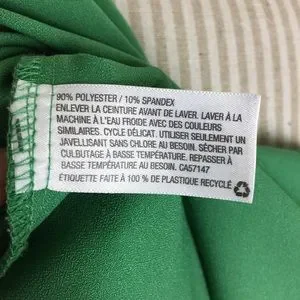 90% POLYESTER / 10% SPANDEX
ENLEVER LA CEINTURE AVANT DE LAVER. LAVER À LA
MACHINE À L'EAU FROIDE AVEC DES COULEURS
SIMILAIRES. CYCLE DÉLICAT. UTILISER SEULEMENT UN
JAVELLISANT SANS CHLORE AU BESOIN. SÉCHER PAR
CULBUTAGE À BASSE TEMPÉRATURE. REPASSER À
BASSE TEMPÉRATURE AU BESOIN. CA57147
ÉTIQUETTE FAITE À 100 % DE PLASTIQUE RECYCLÉ